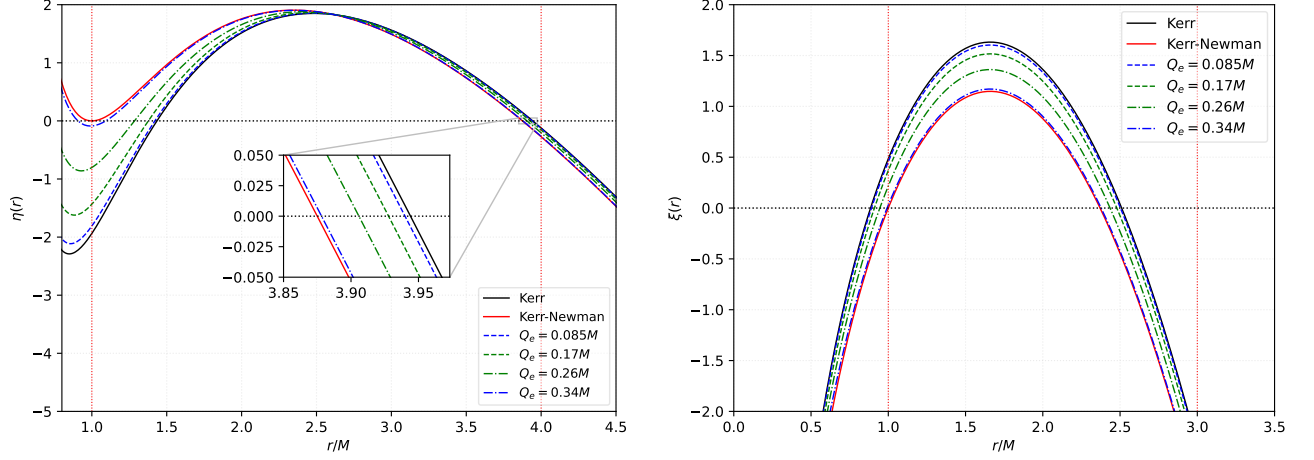 2
1
0
−1
−2
−3
−4
−5
η(r)
0.050
0.025
0.000
−0.025
−0.050
3.85
3.90
3.95
Kerr
Kerr-Newman
Q_e = 0.085M
Q_e = 0.17M
Q_e = 0.26M
Q_e = 0.34M
1.0
1.5
2.0
2.5
3.0
3.5
4.0
4.5
r/M
2.0
1.5
1.0
0.5
0.0
−0.5
−1.0
−1.5
−2.0
ξ(r)
Kerr
Kerr-Newman
Q_e = 0.085M
Q_e = 0.17M
Q_e = 0.26M
Q_e = 0.34M
0.0
0.5
1.0
1.5
2.0
2.5
3.0
3.5
r/M